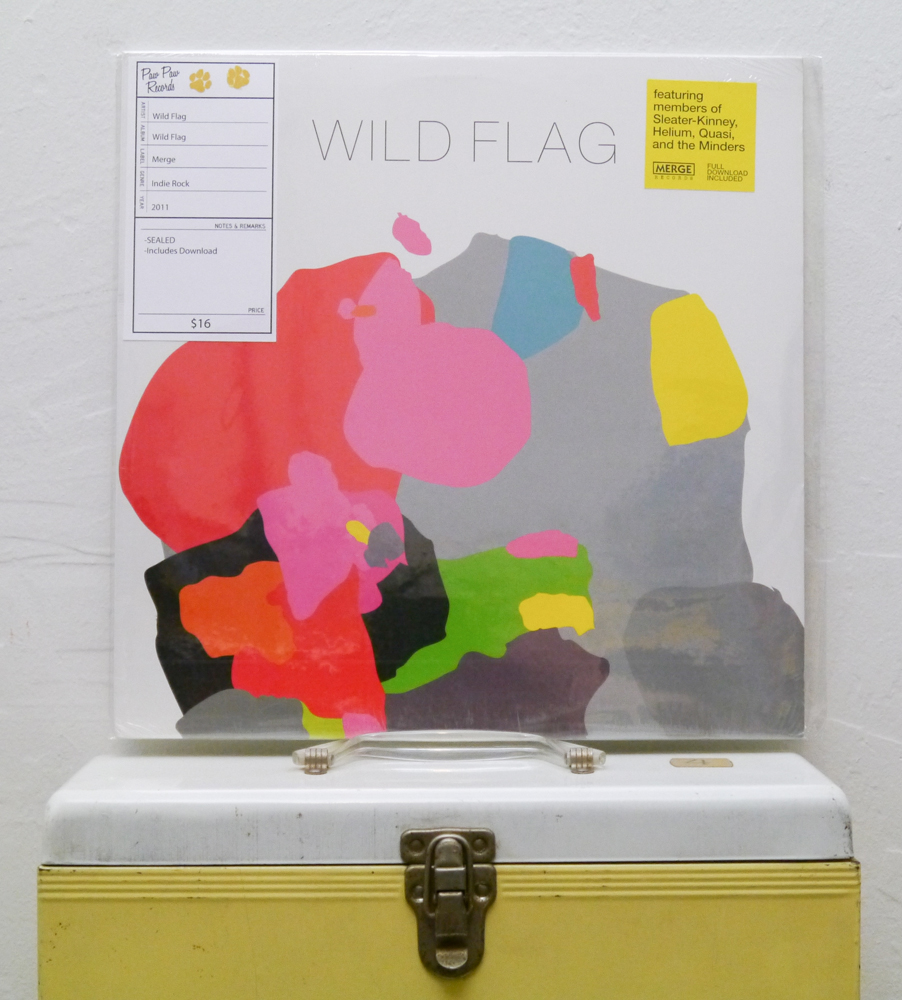 Paw Paw
Records
ARTIST
Wild Flag
ALBUM
Wild Flag
LABEL
Merge
GENRE
Indie Rock
YEAR
2011
NOTES & REMARKS
-SEALED
-Includes Download
PRICE
$16
WILD FLAG
featuring
members of
Sleater-Kinney,
Helium, Quasi,
and the Minders
MERGE
RECORDS
FULL
DOWNLOAD
INCLUDED